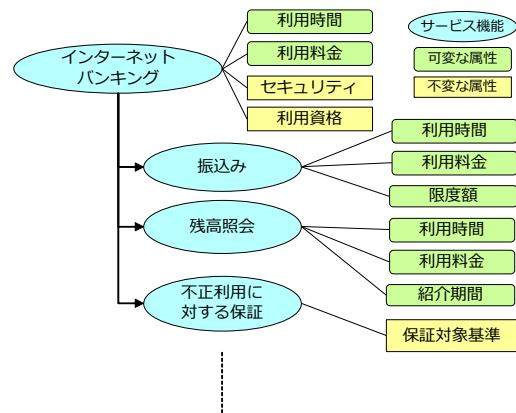 利用時間
サービス機能
インターネット
バンキング
利用料金
可変な属性
セキュリティ
不変な属性
利用資格
利用時間
振込み
利用料金
限度額
残高照会
利用時間
利用料金
不正利用に
対する保証
紹介期間
保証対象基準